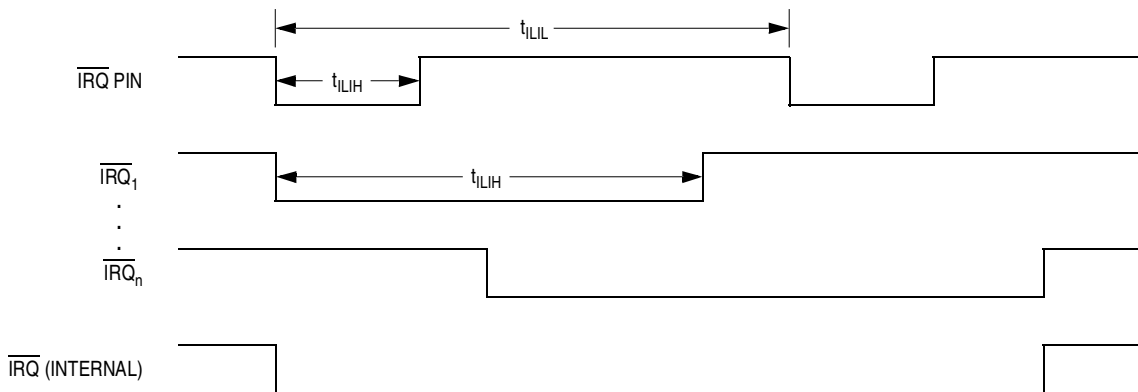 tILIL
IRQ PIN
tILIH
IRQ1
tILIH
.
.
.
IRQn
IRQ (INTERNAL)